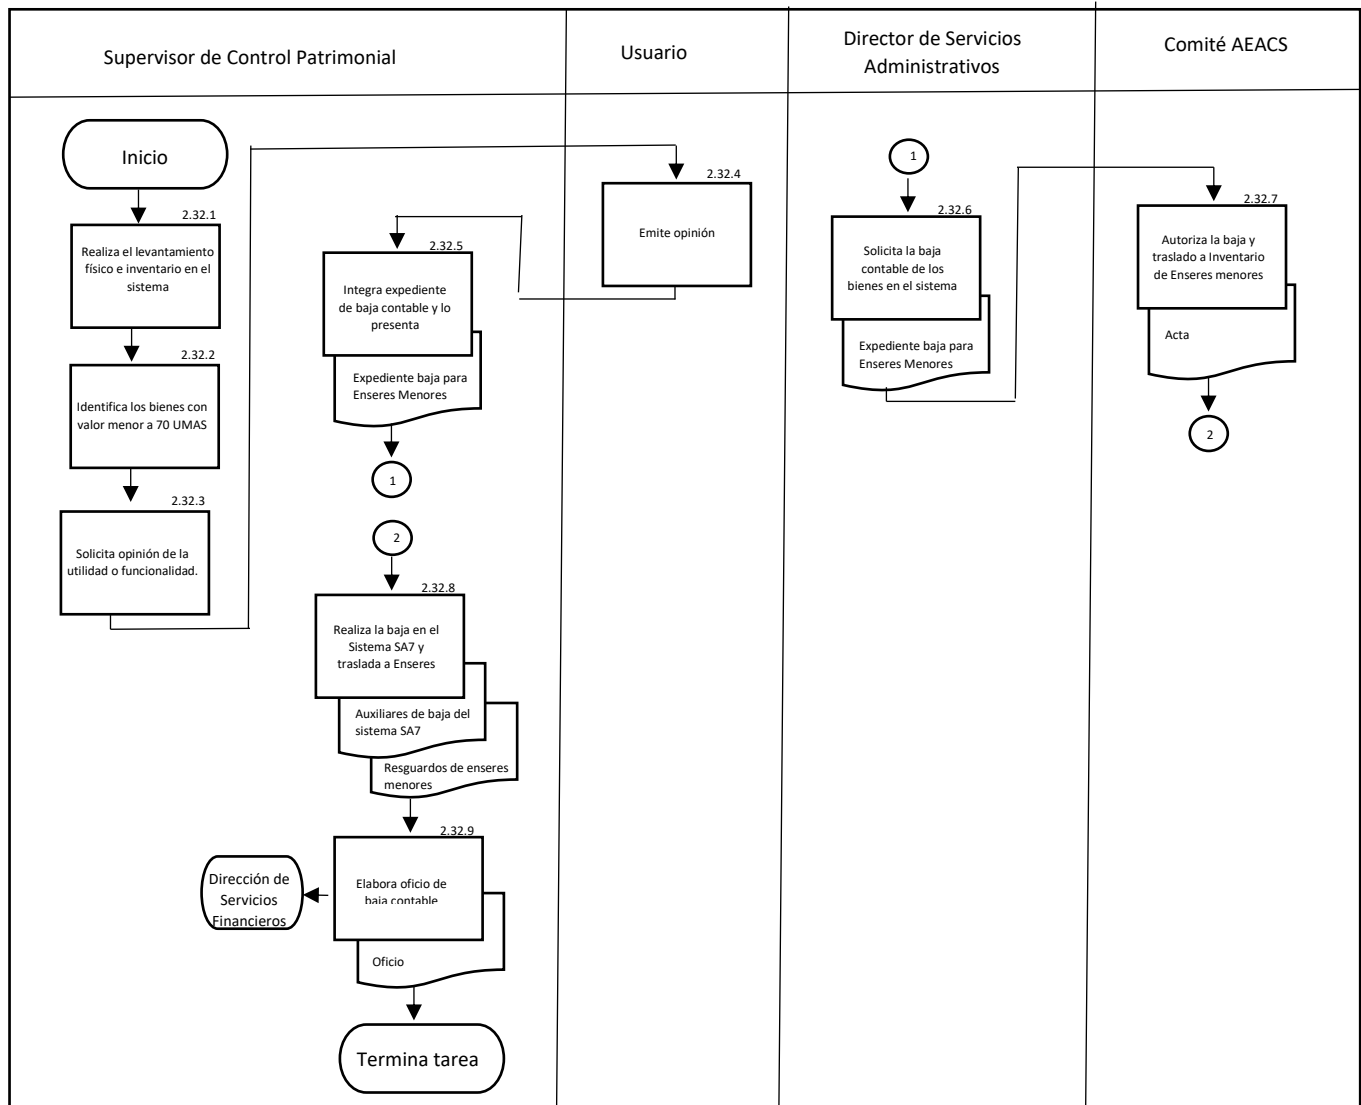 Supervisor de Control Patrimonial
Usuario
Director de Servicios
Administrativos
Comité AEACS
Inicio
2.32.1
Realiza el levantamiento
físico e inventario en el
sistema
2.32.2
Identifica los bienes con
valor menor a 70 UMAS
2.32.3
Solicita opinión de la
utilidad o funcionalidad.
2.32.4
Emite opinión
2.32.5
Integra expediente
de baja contable y lo
presenta
Expediente baja para
Enseres Menores
1
1
2.32.6
Solicita la baja
contable de los
bienes en el sistema
Expediente baja para
Enseres Menores
2.32.7
Autoriza la baja y
traslado a Inventario
de Enseres menores
Acta
2
2
2.32.8
Realiza la baja en el
Sistema SA7 y
traslada a Enseres
Auxiliares de baja del
sistema SA7
Resguardos de enseres
menores
2.32.9
Elabora oficio de
baja contable
Oficio
Dirección de
Servicios
Financieros
Termina tarea